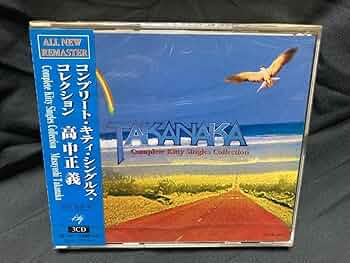 ALL NEW
REMASTER
コンプリート・キティ・シングルス・
コレクション 高中正義
Complete Kitty Singles Collection Masayoshi Takanaka
Kitty
3CD
TAKANAKA
Complete Kitty Singles Collection